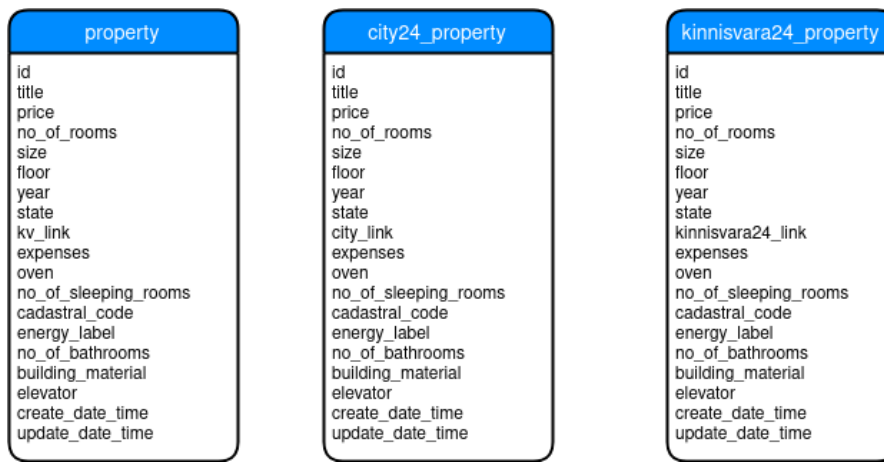 property
id
title
price
no_of_rooms
size
floor
year
state
kv_link
expenses
oven
no_of_sleeping_rooms
cadastral_code
energy_label
no_of_bathrooms
building_material
elevator
create_date_time
update_date_time
city24_property
id
title
price
no_of_rooms
size
floor
year
state
city_link
expenses
oven
no_of_sleeping_rooms
cadastral_code
energy_label
no_of_bathrooms
building_material
elevator
create_date_time
update_date_time
kinnisvara24_property
id
title
price
no_of_rooms
size
floor
year
state
kinnisvara24_link
expenses
oven
no_of_sleeping_rooms
cadastral_code
energy_label
no_of_bathrooms
building_material
elevator
create_date_time
update_date_time